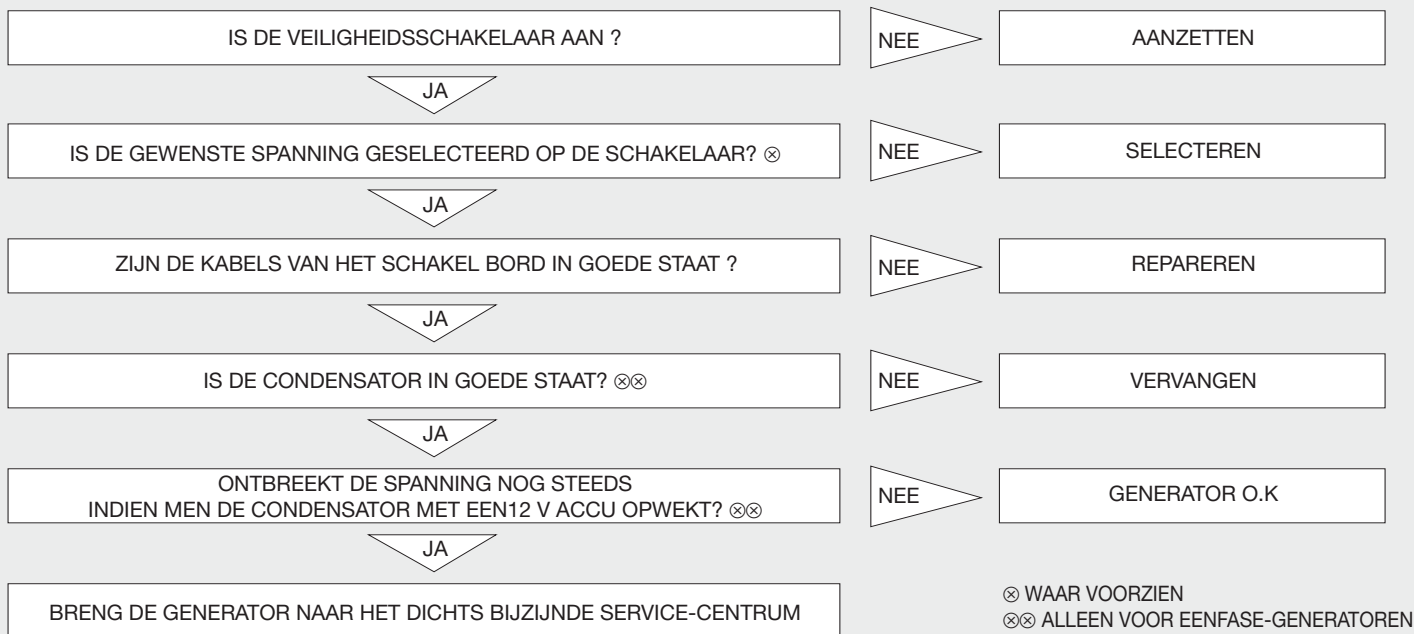 IS DE VEILIGHEIDSSCHAKELAAR AAN ?
NEE
AANZETTEN
JA
IS DE GEWENSTE SPANNING GESELECTEERD OP DE SCHAKELAAR? ⊗
NEE
SELECTEREN
JA
ZIJN DE KABELS VAN HET SCHAKEL BORD IN GOEDE STAAT ?
NEE
REPAREREN
JA
IS DE CONDENSATOR IN GOEDE STAAT? ⊗⊗
NEE
VERVANGEN
JA
ONTBREEKT DE SPANNING NOG STEEDS
INDIEN MEN DE CONDENSATOR MET EEN12 V ACCU OPWEKT? ⊗⊗
NEE
GENERATOR O.K
JA
BRENG DE GENERATOR NAAR HET DICHTS BIJZIJNDE SERVICE-CENTRUM
⊗ WAAR VOORZIEN
⊗⊗ ALLEEN VOOR EENFASE-GENERATOREN